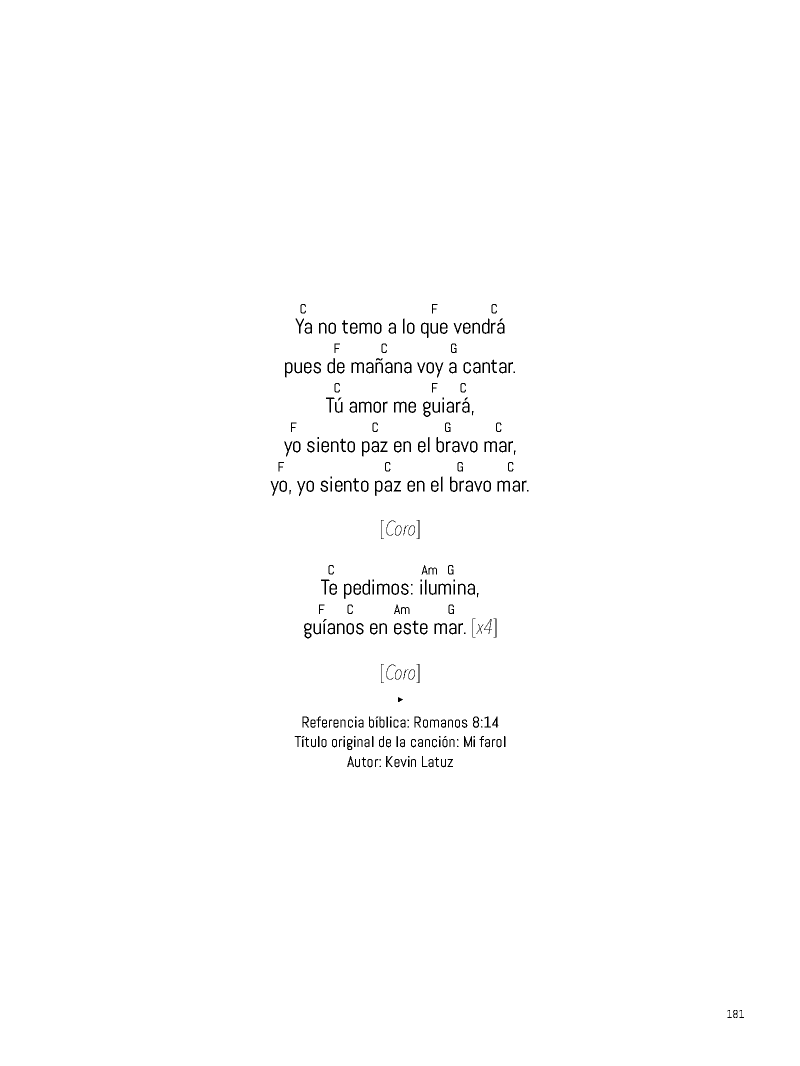 C F C
Ya no temo a lo que vendrá
F C G
pues de mañana voy a cantar.
C F C
Tú amor me guiará,
F C G C
yo siento paz en el bravo mar,
F C G C
yo, yo siento paz en el bravo mar.
[Coro]
C Am G
Te pedimos: ilumina,
F C Am G
guíanos en este mar. [x4]
[Coro]
Referencia bíblica: Romanos 8:14
Título original de la canción: Mi farol
Autor: Kevin Latuz
181